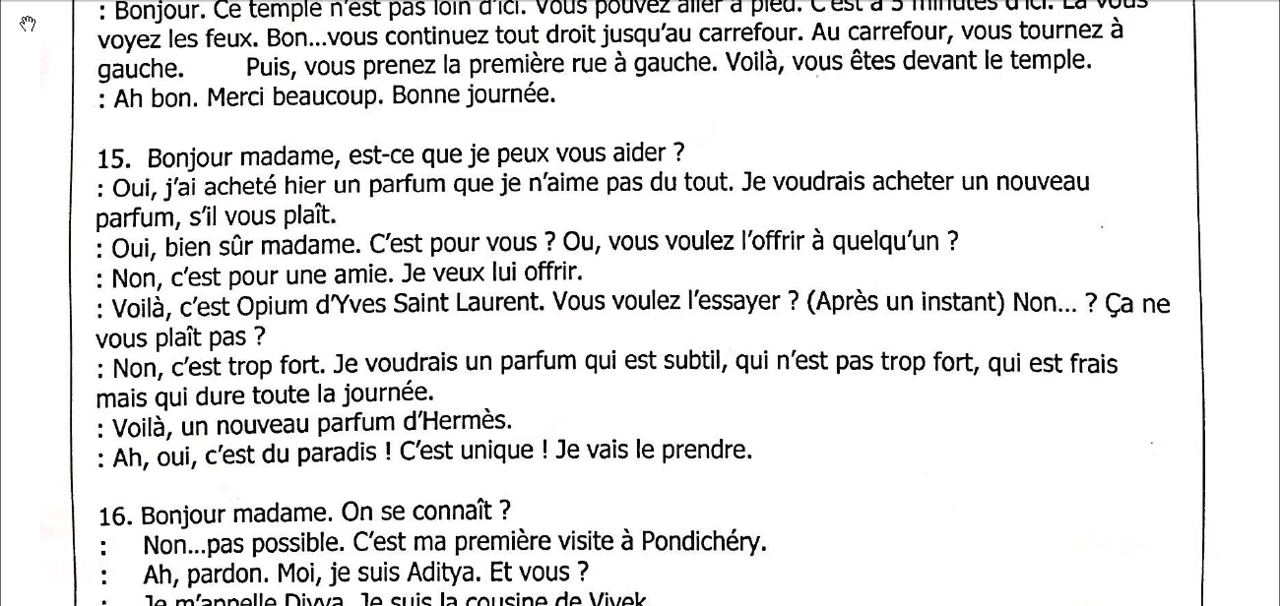 : Bonjour. Ce temple n'est pas loin d'ici. Vous pouvez aller à pied. C'est à 5 minutes d'ici. Là vous
voyez les feux. Bon...vous continuez tout droit jusqu'au carrefour. Au carrefour, vous tournez à
gauche. Puis, vous prenez la première rue à gauche. Voilà, vous êtes devant le temple.
: Ah bon. Merci beaucoup. Bonne journée.
15. Bonjour madame, est-ce que je peux vous aider ?
: Oui, j'ai acheté hier un parfum que je n'aime pas du tout. Je voudrais acheter un nouveau
parfum, s'il vous plaît.
: Oui, bien sûr madame. C'est pour vous ? Ou, vous voulez l'offrir à quelqu'un ?
: Non, c'est pour une amie. Je veux lui offrir.
: Voilà, c'est Opium d'Yves Saint Laurent. Vous voulez l'essayer ? (Après un instant) Non... ? Ça ne
vous plaît pas ?
: Non, c'est trop fort. Je voudrais un parfum qui est subtil, qui n'est pas trop fort, qui est frais
mais qui dure toute la journée.
: Voilà, un nouveau parfum d'Hermès.
: Ah, oui, c'est du paradis ! C'est unique ! Je vais le prendre.
16. Bonjour madame. On se connaît ?
: Non...pas possible. C'est ma première visite à Pondichéry.
: Ah, pardon. Moi, je suis Aditya. Et vous ?
: Je m'appelle Divya. Je suis la cousine de Vivek.